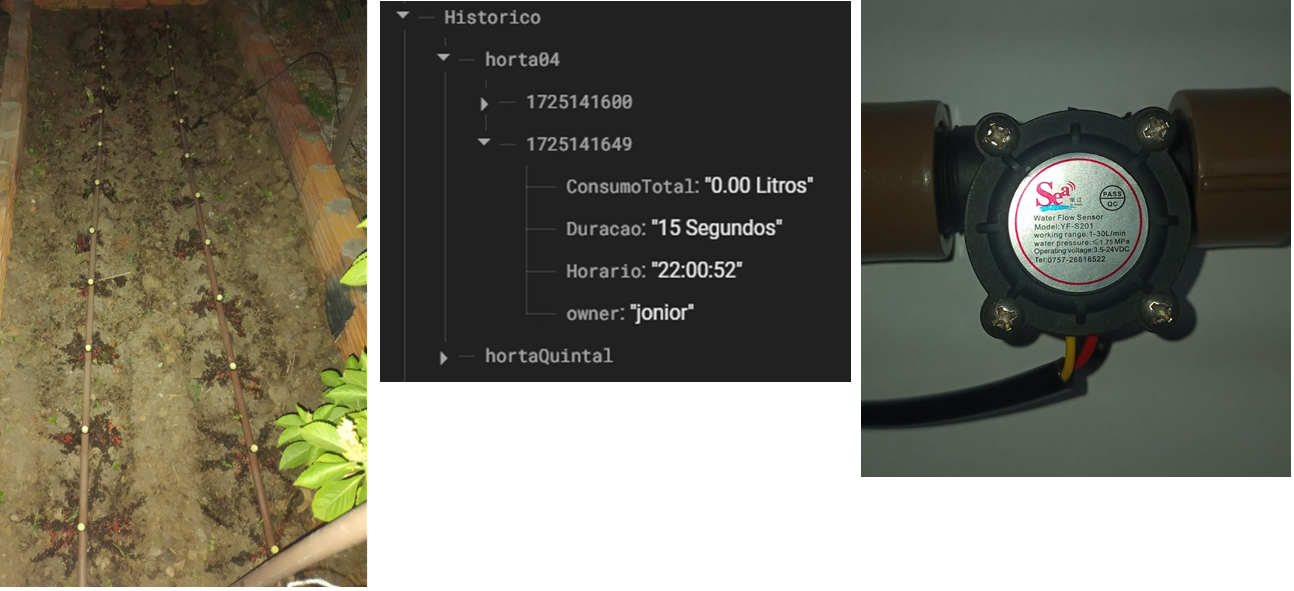 Historico
horta04
1725141600
1725141649
ConsumoTotal: "0.00 Litros"
Duracao: "15 Segundos"
Horario: "22:00:52"
owner: "jonior"
hortaQuintal
Sea
PASS
QC
Water Flow Sensor
Model:YF-S201
working range:1-30L/min
water pressure:≤1.75 MPa
Operating voltage:3.5-24VDC
Tel:0757-26618522